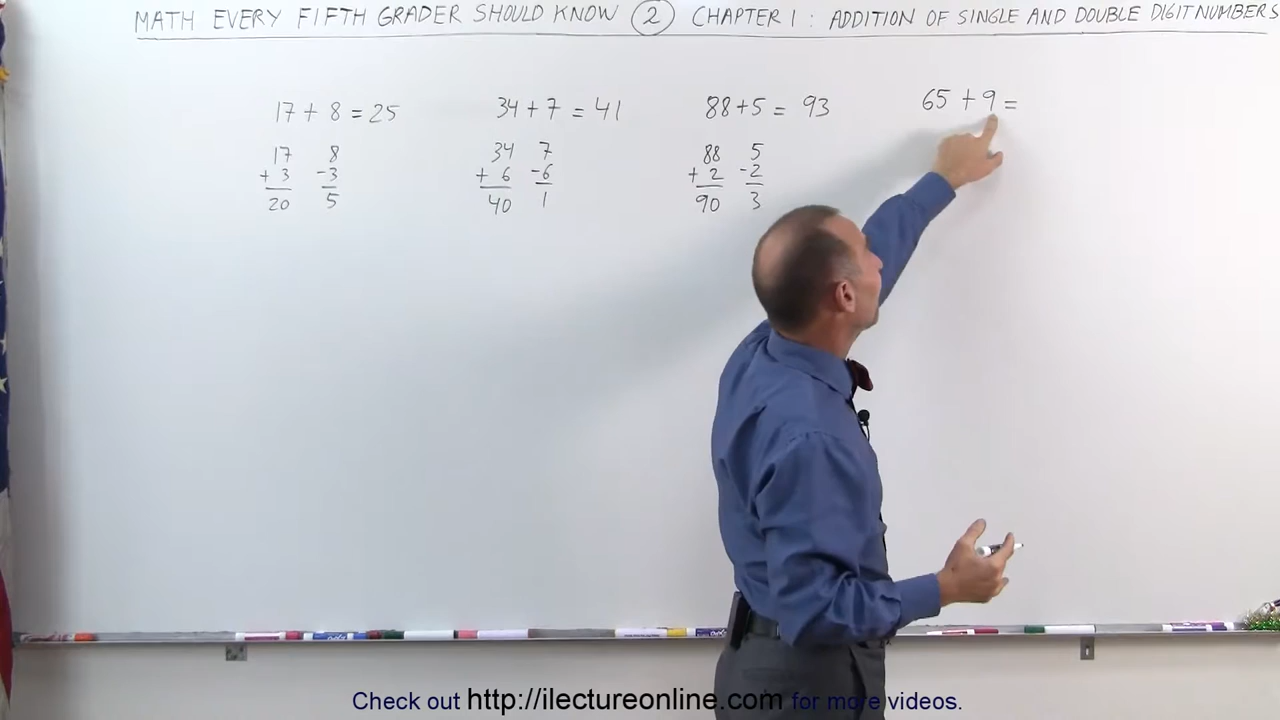 MATH EVERY FIFTH GRADER SHOULD KNOW 2 CHAPTER 1 : ADDITION OF SINGLE AND DOUBLE DIGIT NUMBERS
17 + 8 = 25
17 8
+ 3 -3
20 5
34 + 7 = 41
34 7
+ 6 -6
40 1
88 + 5 = 93
88 5
+ 2 -2
90 3
65 + 9 =
Check out http://ilectureonline.com for more videos.